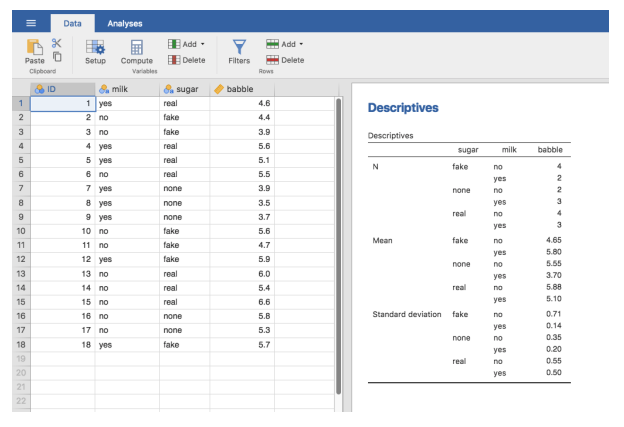 Data Analyses
Paste Setup Compute Add Delete Filters Add Delete
Clipboard Variables Rows
ID milk sugar babble
1 1 yes real 4.6
2 2 no fake 4.4
3 3 no fake 3.9
4 4 yes real 5.6
5 5 yes real 5.1
6 6 no real 5.5
7 7 yes none 3.9
8 8 yes none 3.5
9 9 yes none 3.7
10 10 no fake 5.6
11 11 no fake 4.7
12 12 yes fake 5.9
13 13 no real 6.0
14 14 no real 5.4
15 15 no real 6.6
16 16 no none 5.8
17 17 no none 5.3
18 18 yes fake 5.7
19
20
21
22
Descriptives
Descriptives
sugar milk babble
N fake no 4
yes 2
none no 2
yes 3
real no 4
yes 3
Mean fake no 4.65
yes 5.80
none no 5.55
yes 3.70
real no 5.88
yes 5.10
Standard deviation fake no 0.71
yes 0.14
none no 0.35
yes 0.20
real no 0.55
yes 0.50